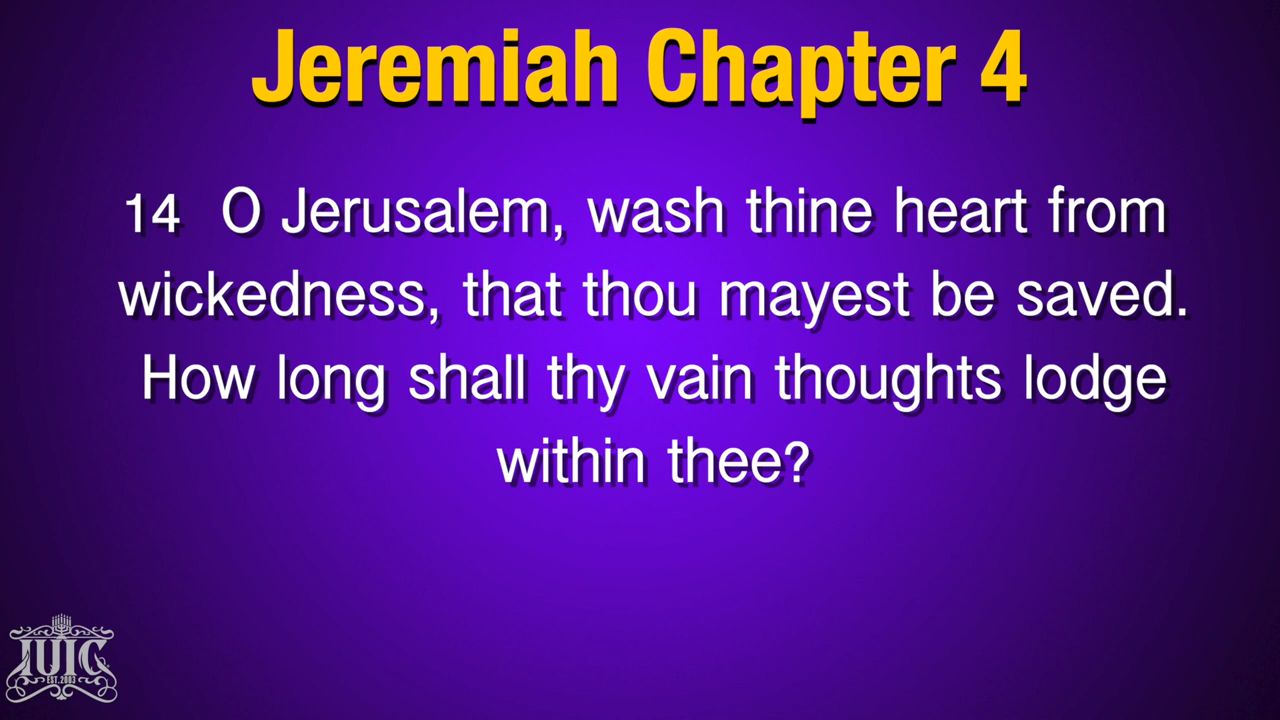 Jeremiah Chapter 4
14 O Jerusalem, wash thine heart from
wickedness, that thou mayest be saved.
How long shall thy vain thoughts lodge
within thee?
IUIC
EST.2003